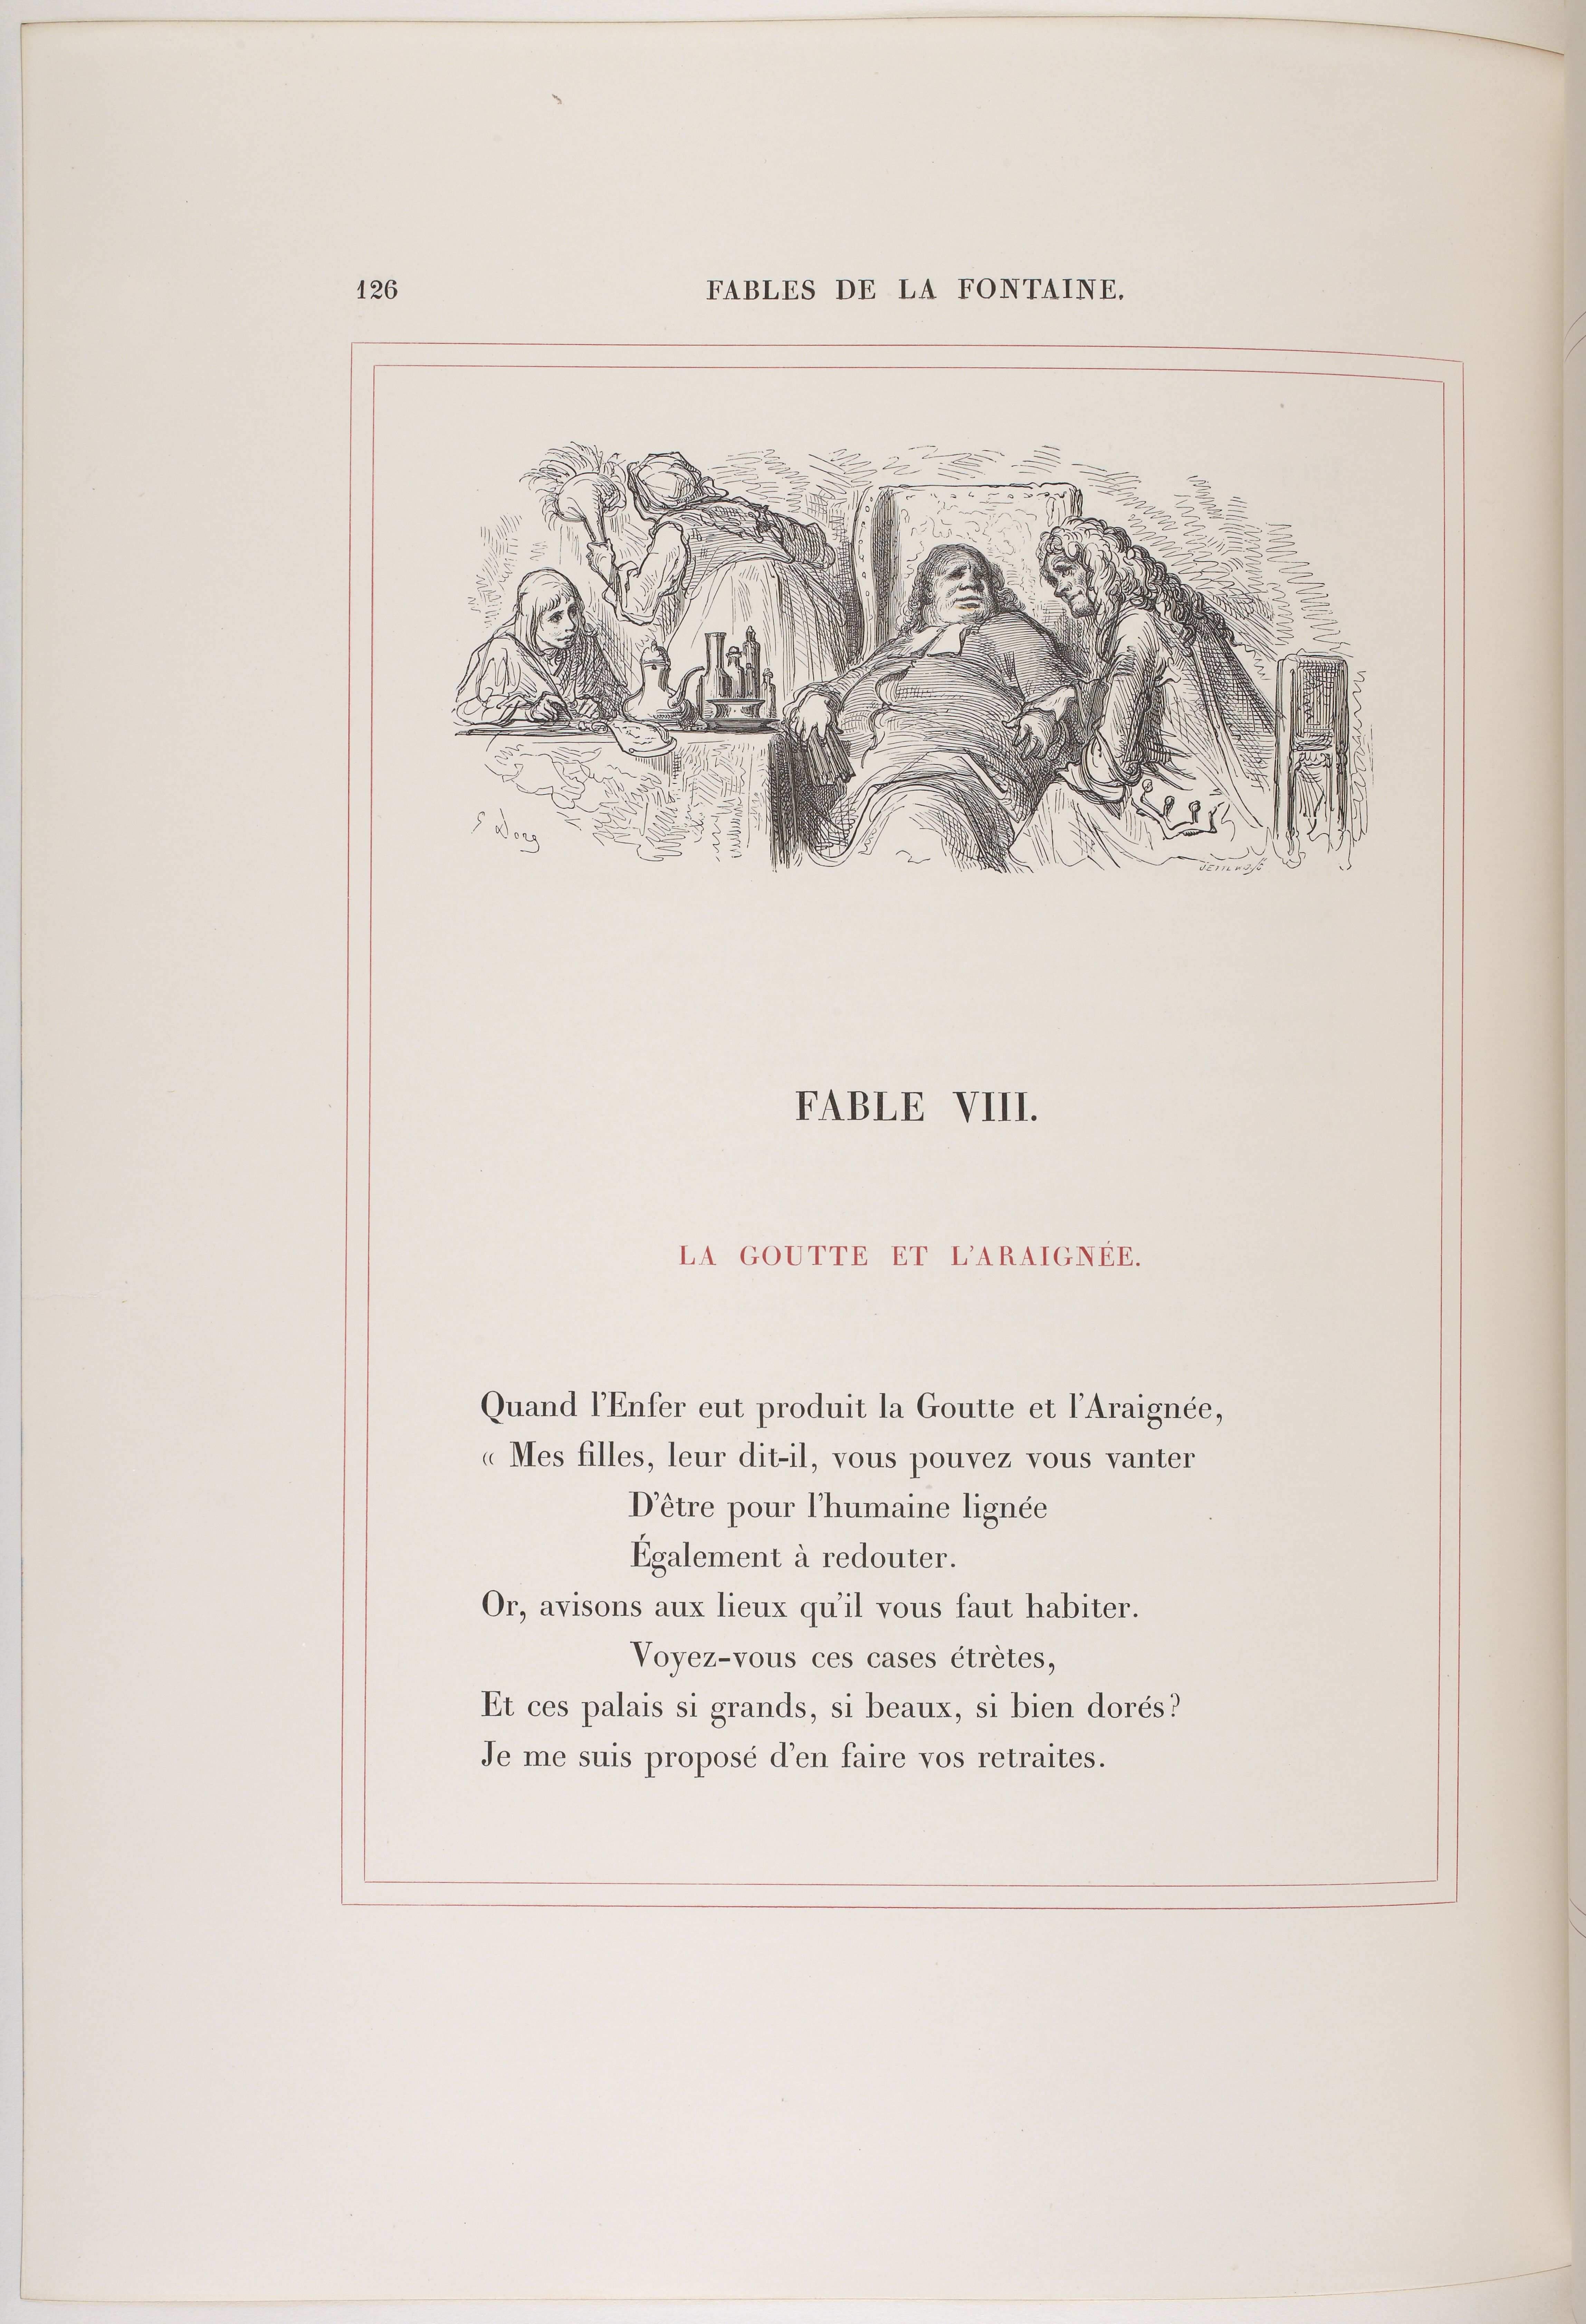 126 FABLES DE LA FONTAINE.
G Dore
FABLE VIII.
LA GOUTTE ET L'ARAIGNÉE.
Quand l'Enfer eut produit la Goutte et l'Araignée,
« Mes filles, leur dit-il, vous pouvez vous vanter
D'être pour l'humaine lignée
Également à redouter.
Or, avisons aux lieux qu'il vous faut habiter.
Voyez-vous ces cases étrètes,
Et ces palais si grands, si beaux, si bien dorés?
Je me suis proposé d'en faire vos retraites.